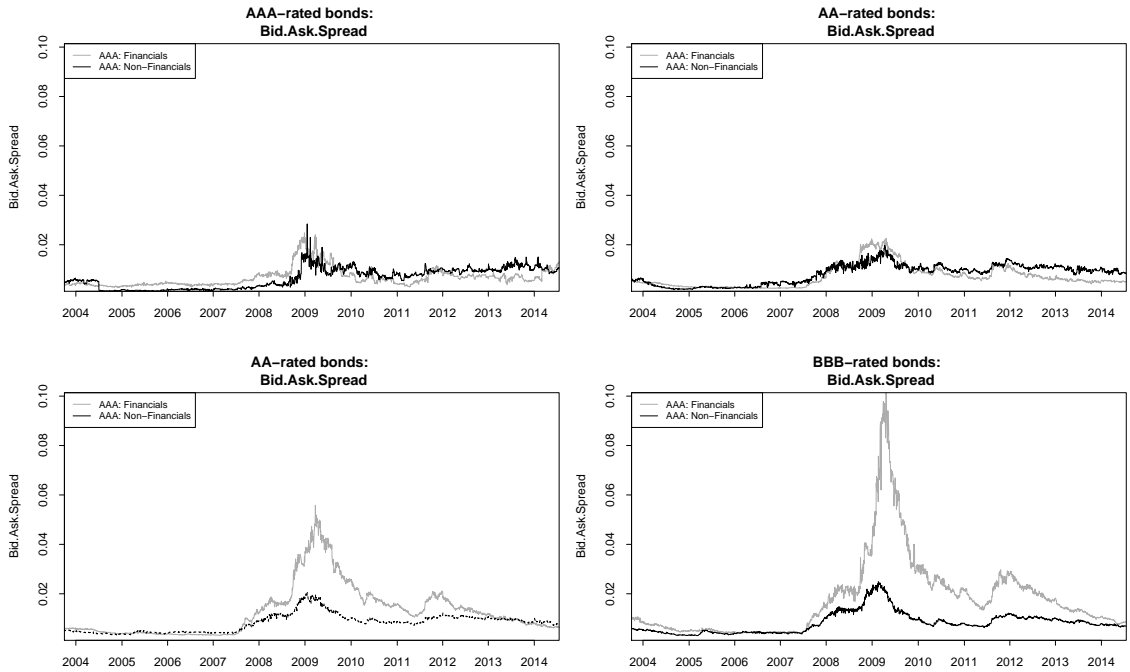 AAA−rated bonds:
Bid.Ask.Spread
AAA: Financials
AAA: Non−Financials
Bid.Ask.Spread
0.02 0.04 0.06 0.08 0.10
2004 2005 2006 2007 2008 2009 2010 2011 2012 2013 2014
AA−rated bonds:
Bid.Ask.Spread
AAA: Financials
AAA: Non−Financials
Bid.Ask.Spread
0.02 0.04 0.06 0.08 0.10
2004 2005 2006 2007 2008 2009 2010 2011 2012 2013 2014
AA−rated bonds:
Bid.Ask.Spread
AAA: Financials
AAA: Non−Financials
Bid.Ask.Spread
0.02 0.04 0.06 0.08 0.10
2004 2005 2006 2007 2008 2009 2010 2011 2012 2013 2014
BBB−rated bonds:
Bid.Ask.Spread
AAA: Financials
AAA: Non−Financials
Bid.Ask.Spread
0.02 0.04 0.06 0.08 0.10
2004 2005 2006 2007 2008 2009 2010 2011 2012 2013 2014